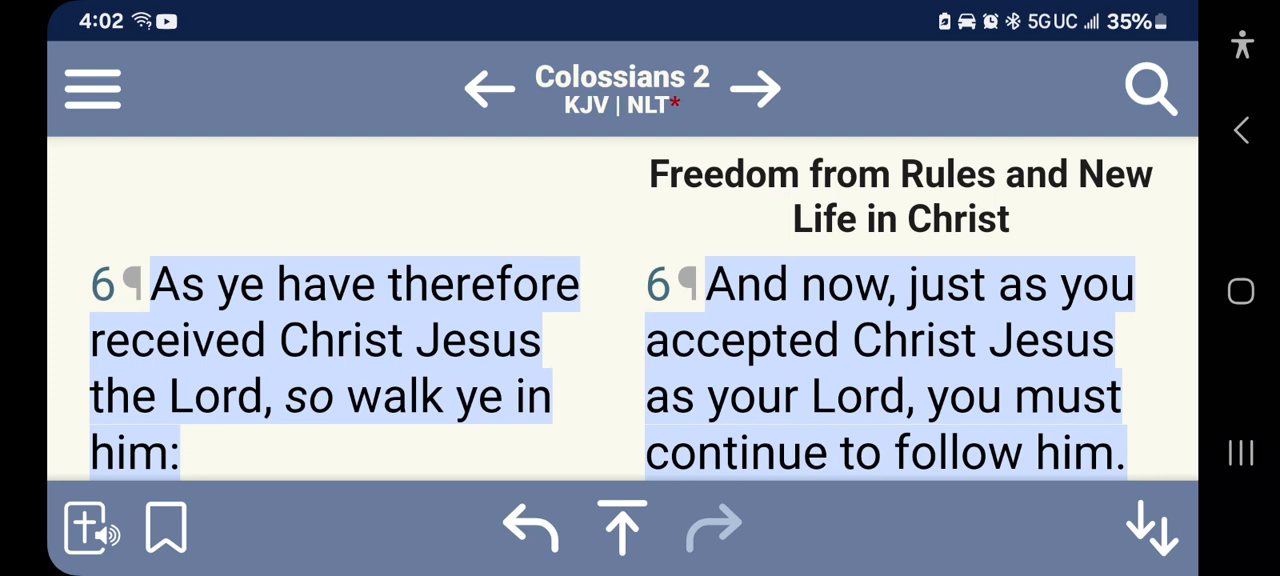 4:02
5G UC 35%
Colossians 2
KJV | NLT*
Freedom from Rules and New
Life in Christ
6 ¶ As ye have therefore
received Christ Jesus
the Lord, so walk ye in
him:
6 ¶ And now, just as you
accepted Christ Jesus
as your Lord, you must
continue to follow him.